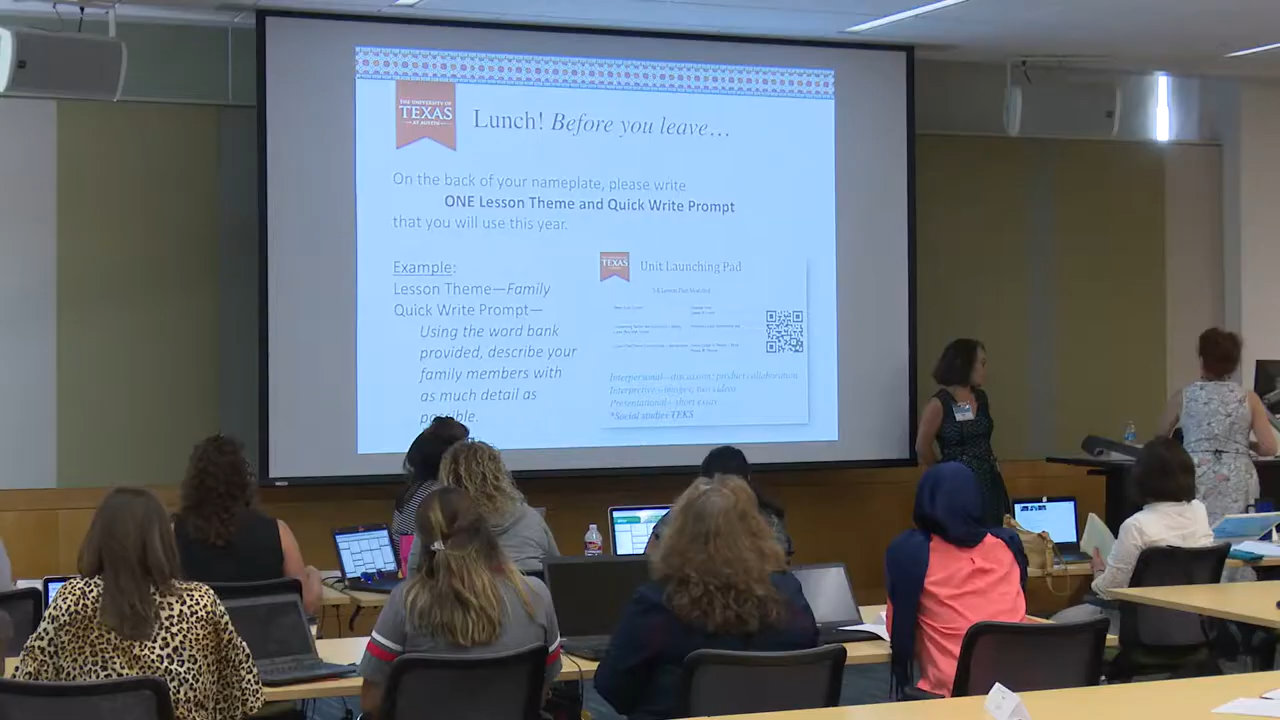 THE UNIVERSITY OF
TEXAS
AT AUSTIN
Lunch! Before you leave…
On the back of your nameplate, please write
ONE Lesson Theme and Quick Write Prompt
that you will use this year.
Example:
Lesson Theme—Family
Quick Write Prompt—
Using the word bank
provided, describe your
family members with
as much detail as
possible.
TEXAS
Unit Launching Pad
Interpersonal—discussion; product collaboration
Interpretive—images; two videos
Presentational—short essay
*Social studies TEKS